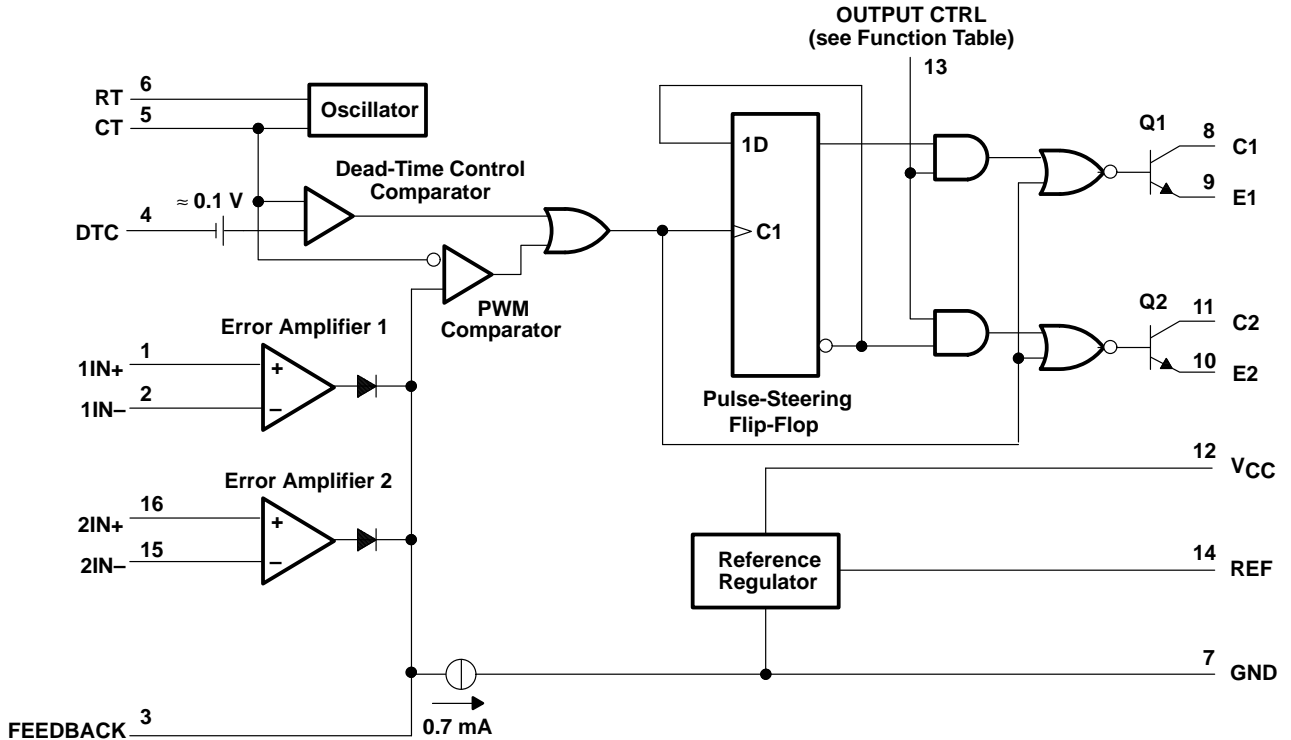 OUTPUT CTRL
(see Function Table)
13
RT 6
CT 5
Oscillator
Dead-Time Control
Comparator
≈ 0.1 V
DTC 4
PWM
Comparator
1D
C1
Pulse-Steering
Flip-Flop
Q1
8 C1
9 E1
Q2
11 C2
10 E2
Error Amplifier 1
1IN+ 1
1IN– 2
+
–
Error Amplifier 2
2IN+ 16
2IN– 15
+
–
12 VCC
Reference
Regulator
14 REF
7 GND
0.7 mA
FEEDBACK 3